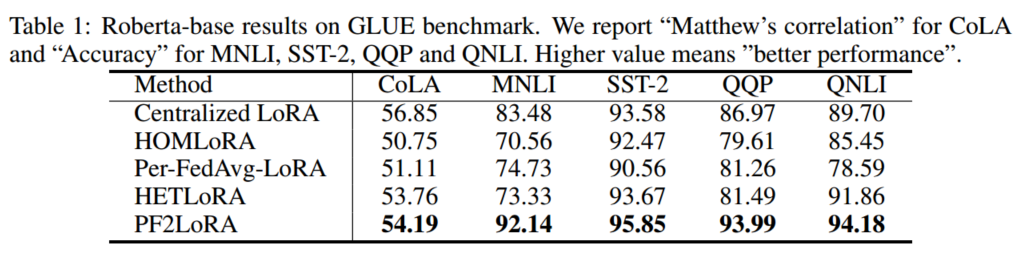 Table 1: Roberta-base results on GLUE benchmark. We report “Matthew’s correlation” for CoLA
and “Accuracy” for MNLI, SST-2, QQP and QNLI. Higher value means ”better performance”.
Method CoLA MNLI SST-2 QQP QNLI
Centralized LoRA 56.85 83.48 93.58 86.97 89.70
HOMLoRA 50.75 70.56 92.47 79.61 85.45
Per-FedAvg-LoRA 51.11 74.73 90.56 81.26 78.59
HETLoRA 53.76 73.33 93.67 81.49 91.86
PF2LoRA 54.19 92.14 95.85 93.99 94.18